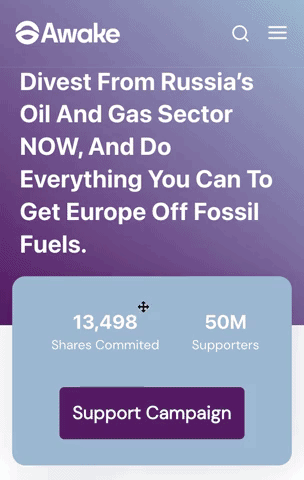 Awake
Divest From Russia's
Oil And Gas Sector
NOW, And Do
Everything You Can To
Get Europe Off Fossil
Fuels.
13,498 50M
Shares Commited Supporters
Support Campaign